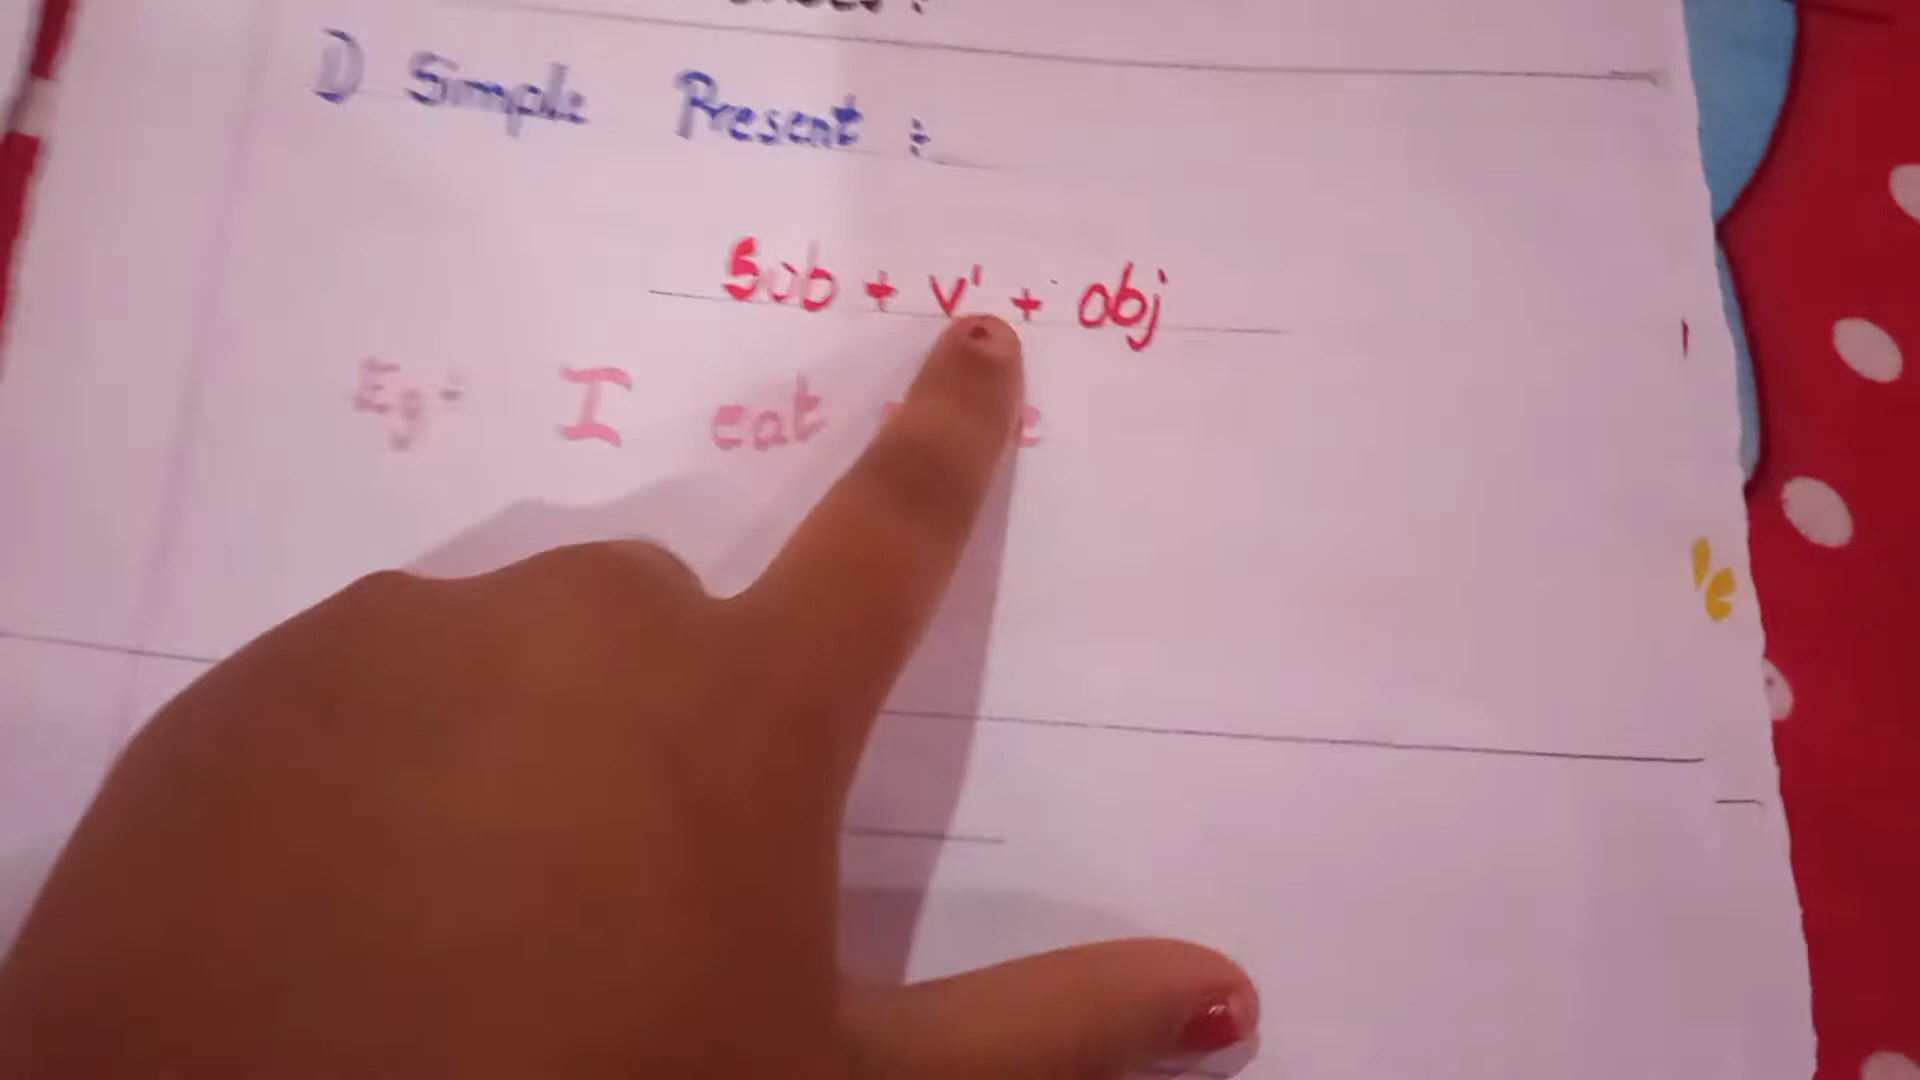 1) Simple Present :
Sub + V' + Obj
Eg- I eat